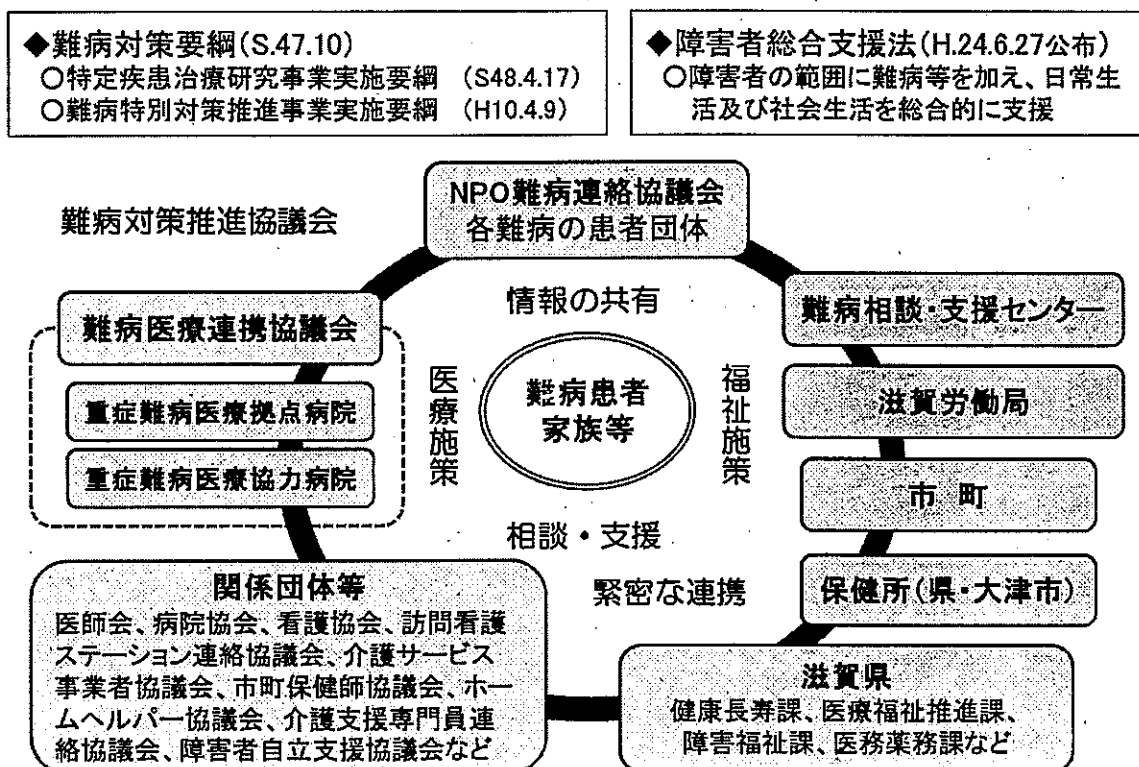 ◆難病対策要綱(S.47.10)
○特定疾患治療研究事業実施要綱 (S48.4.17)
○難病特別対策推進事業実施要綱 (H10.4.9)
◆障害者総合支援法(H.24.6.27公布)
○障害者の範囲に難病等を加え、日常生
活及び社会生活を総合的に支援
難病対策推進協議会
NPO難病連絡協議会
各難病の患者団体
難病医療連携協議会
重症難病医療拠点病院
重症難病医療協力病院
情報の共有
医療施策
難病患者
家族等
福祉施策
相談・支援
緊密な連携
難病相談・支援センター
滋賀労働局
市 町
保健所(県・大津市)
関係団体等
医師会、病院協会、看護協会、訪問看護
ステーション連絡協議会、介護サービス
事業者協議会、市町保健師協議会、ホー
ムヘルパー協議会、介護支援専門員連
絡協議会、障害者自立支援協議会など
滋賀県
健康長寿課、医療福祉推進課、
障害福祉課、医務薬務課など